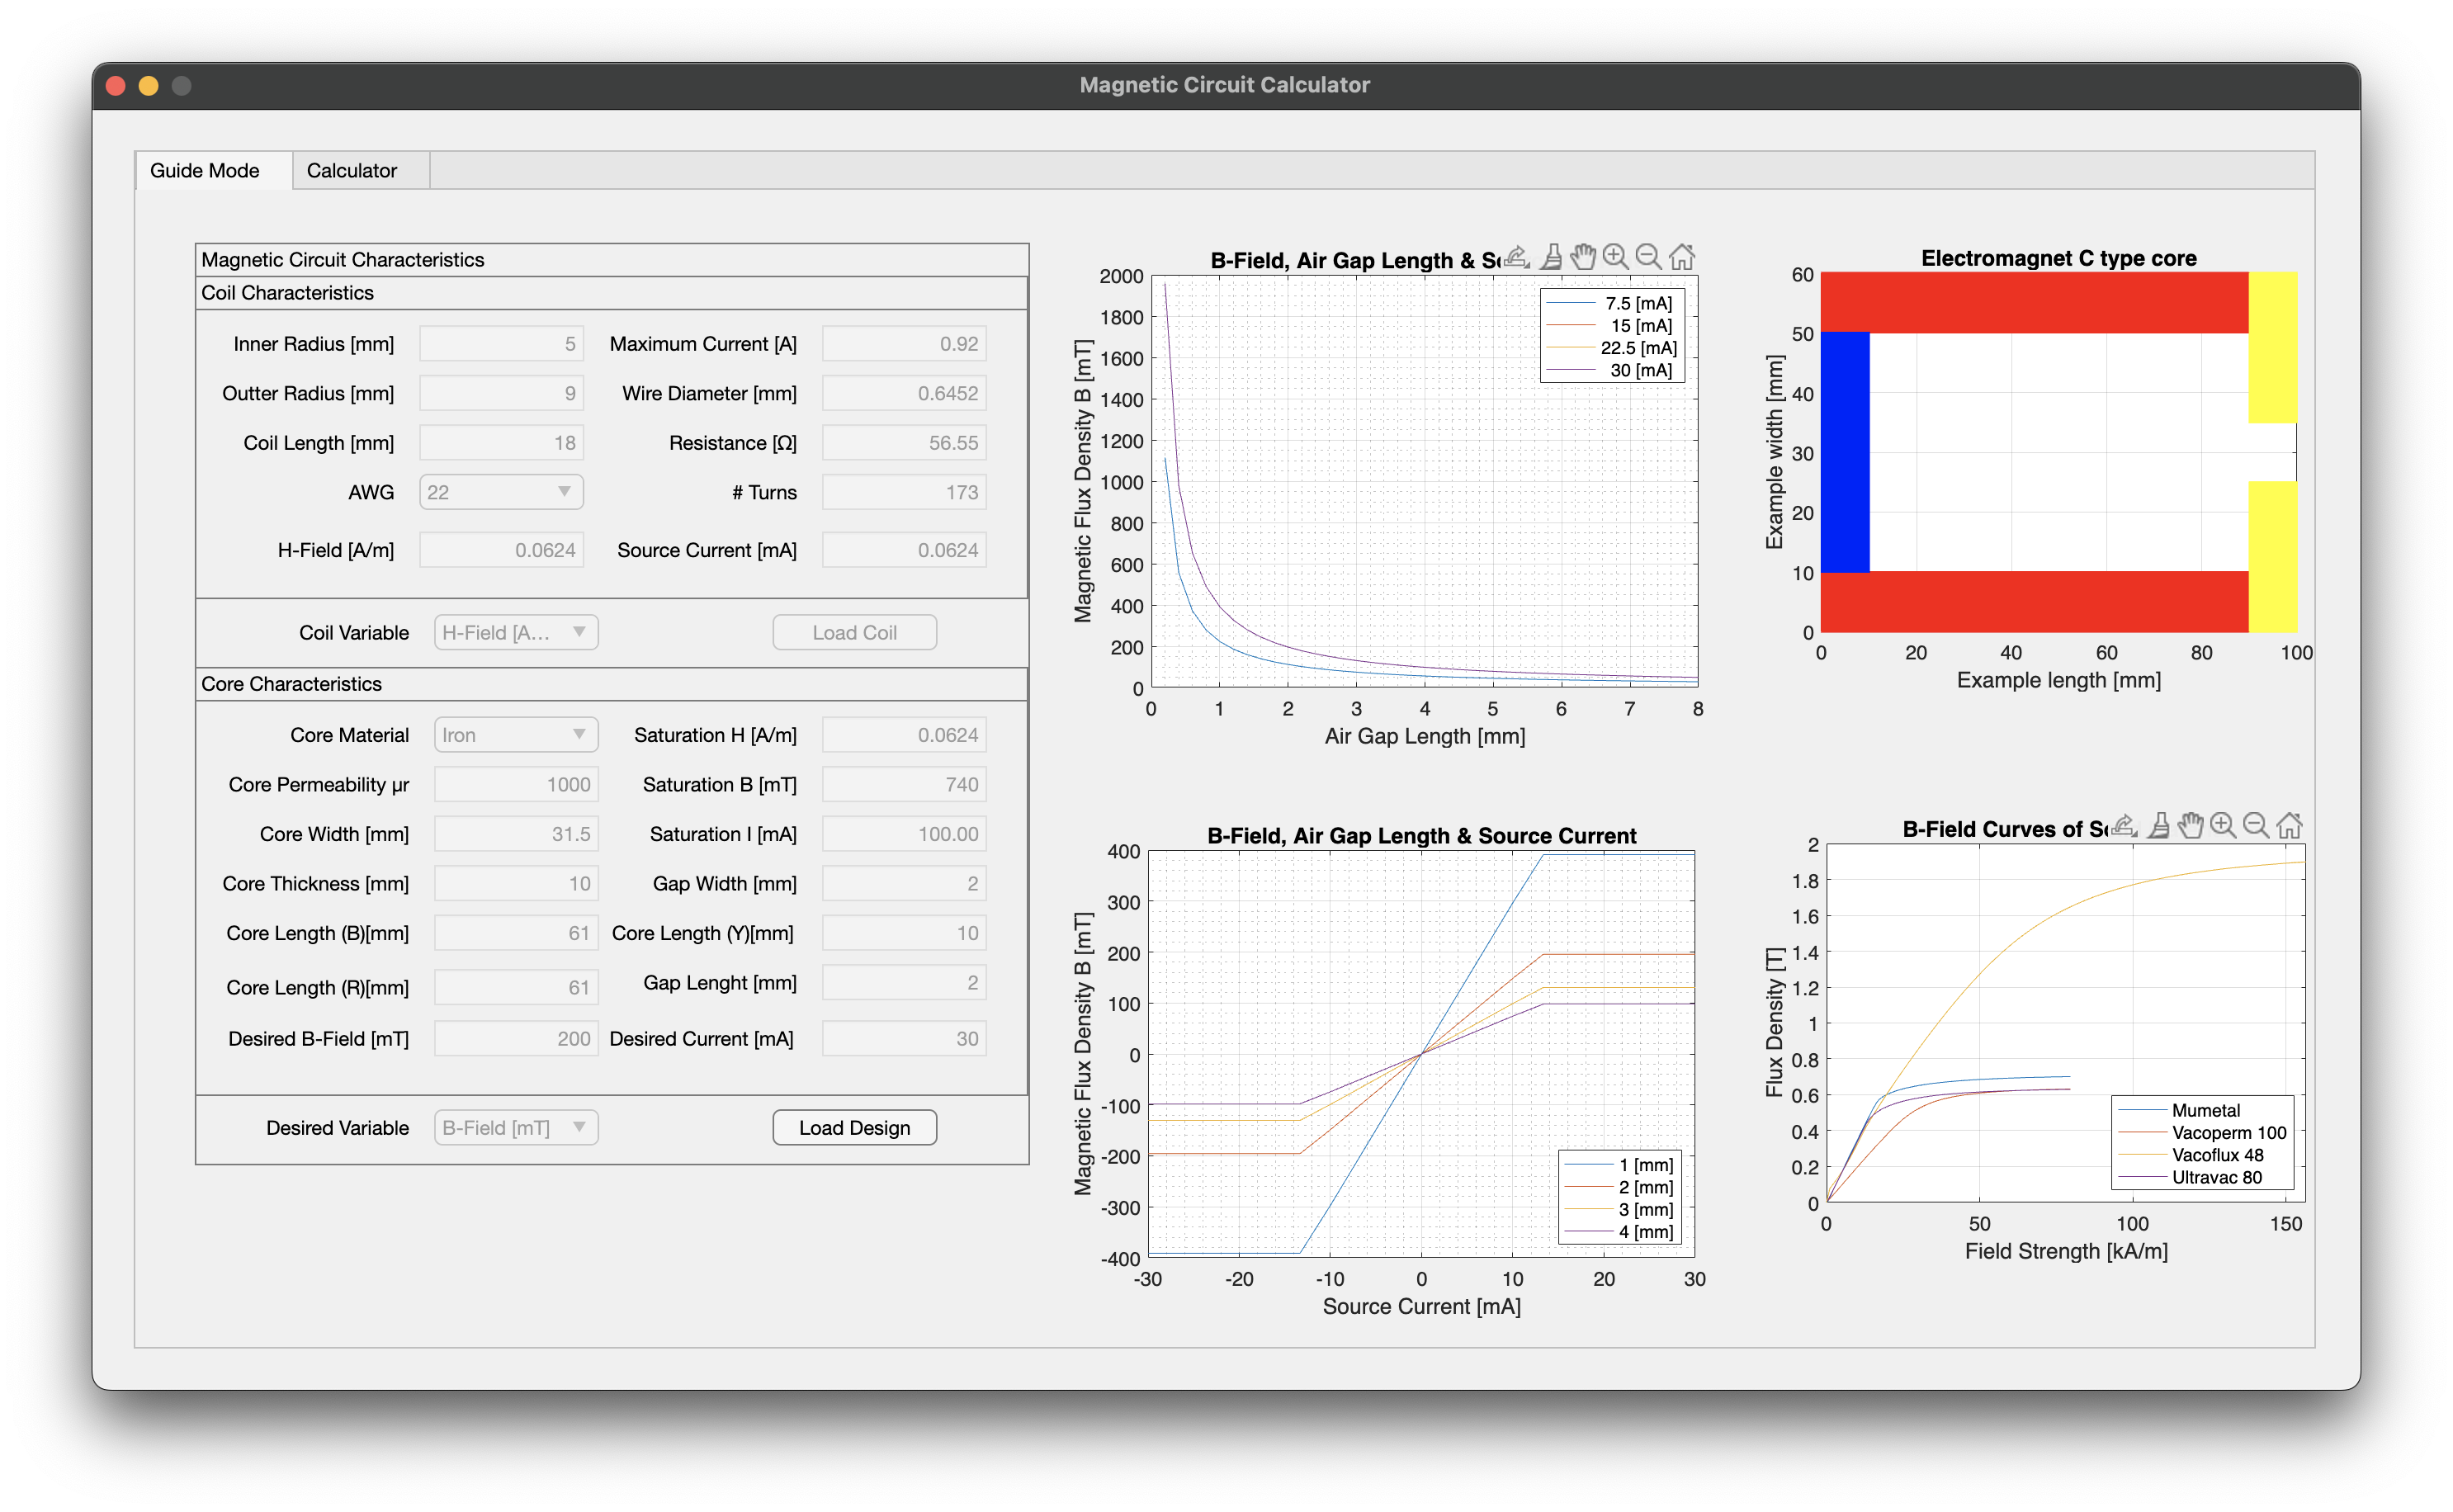 Magnetic Circuit Calculator
Guide Mode
Calculator
Magnetic Circuit Characteristics
Coil Characteristics
Inner Radius [mm] 5 Maximum Current [A] 0.92
Outter Radius [mm] 9 Wire Diameter [mm] 0.6452
Coil Length [mm] 18 Resistance [Ω] 56.55
AWG 22 # Turns 173
H-Field [A/m] 0.0624 Source Current [mA] 0.0624
Coil Variable H-Field [A... Load Coil
Core Characteristics
Core Material Iron Saturation H [A/m] 0.0624
Core Permeability μr 1000 Saturation B [mT] 740
Core Width [mm] 31.5 Saturation I [mA] 100.00
Core Thickness [mm] 10 Gap Width [mm] 2
Core Length (B)[mm] 61 Core Length (Y)[mm] 10
Core Length (R)[mm] 61 Gap Lenght [mm] 2
Desired B-Field [mT] 200 Desired Current [mA] 30
Desired Variable B-Field [mT] Load Design
B-Field, Air Gap Length &
2000
1800
1600
1400
1200
1000
800
600
400
200
0
Magnetic Flux Density B [mT]
7.5 [mA]
15 [mA]
22.5 [mA]
30 [mA]
0 1 2 3 4 5 6 7 8
Air Gap Length [mm]
Electromagnet C type core
60
50
40
30
20
10
0
Example width [mm]
0 20 40 60 80 100
Example length [mm]
B-Field, Air Gap Length & Source Current
400
300
200
100
0
-100
-200
-300
-400
Magnetic Flux Density B [mT]
1 [mm]
2 [mm]
3 [mm]
4 [mm]
-30 -20 -10 0 10 20 30
Source Current [mA]
B-Field Curves of
2
1.8
1.6
1.4
1.2
1
0.8
0.6
0.4
0.2
0
Flux Density [T]
Mumetal
Vacoperm 100
Vacoflux 48
Ultravac 80
0 50 100 150
Field Strength [kA/m]